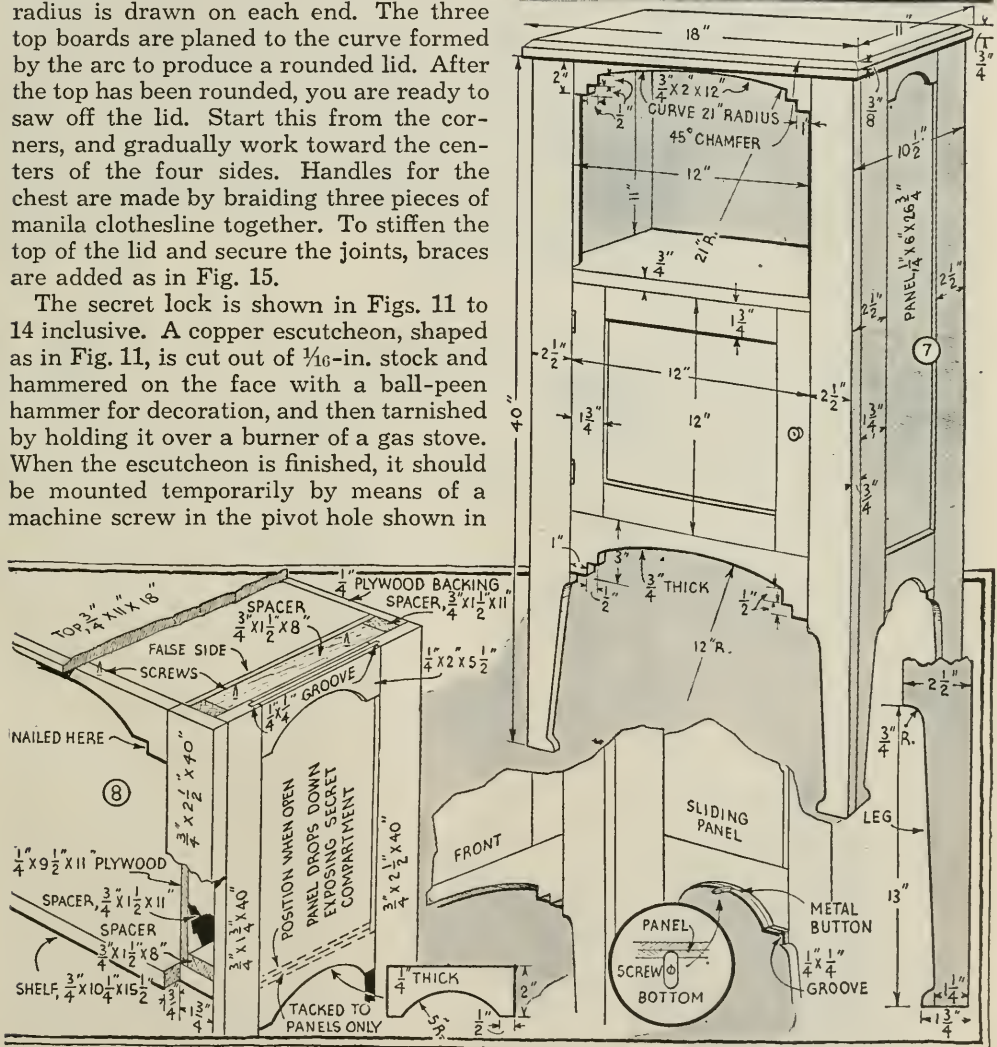 radius is drawn on each end. The three
top boards are planed to the curve formed
by the arc to produce a rounded lid. After
the top has been rounded, you are ready to
saw off the lid. Start this from the cor-
ners, and gradually work toward the cen-
ters of the four sides. Handles for the
chest are made by braiding three pieces of
manila clothesline together. To stiffen the
top of the lid and secure the joints, braces
are added as in Fig. 15.
The secret lock is shown in Figs. 11 to
14 inclusive. A copper escutcheon, shaped
as in Fig. 11, is cut out of 1/16-in. stock and
hammered on the face with a ball-peen
hammer for decoration, and then tarnished
by holding it over a burner of a gas stove.
When the escutcheon is finished, it should
be mounted temporarily by means of a
machine screw in the pivot hole shown in
18"
11"
3/4"
2"
3/4" X 2" X 12"
1/2"
CURVE 21" RADIUS
1"
3/8"
45° CHAMFER
10 1/2"
12"
11"
21" R.
3/4"
PANEL 1/4" X 6" X 26 3/4"
2 1/2"
2 1/2"
7
1 3/4"
2 1/2"
12"
2 1/2"
40"
1 3/4"
12"
1 3/4"
3/4"
1"
3"
1/2"
3/4" THICK
1/2"
12" R.
TOP 3/4" X 11" X 18"
1/4" PLYWOOD BACKING
SPACER
3/4" X 1 1/2" X 8"
SPACER, 3/4" X 1 1/2" X 11"
FALSE SIDE
SCREWS
1/4" X 1/4" GROOVE
1/4" X 2" X 5 1/2"
NAILED HERE
8
3/4" X 2 1/2" X 40"
POSITION WHEN OPEN
PANEL DROPS DOWN
EXPOSING SECRET
COMPARTMENT
3/4" X 2 1/2" X 40"
1/4" X 9 1/2" X 11" PLYWOOD
SPACER, 3/4" X 1 1/2" X 11"
SPACER
3/4" X 1 1/2" X 8"
3/4" X 1 3/4" X 40"
SHELF, 3/4" X 10 1/4" X 15 1/2"
3/4"
1 3/4"
TACKED TO
PANELS ONLY
1/4" THICK
2"
5" R.
1/2"
FRONT
SLIDING
PANEL
PANEL
SCREW
BOTTOM
METAL
BUTTON
1/4" X 1/4"
GROOVE
2 1/2"
3/4" R.
LEG
13"
1 1/4"
1 3/4"